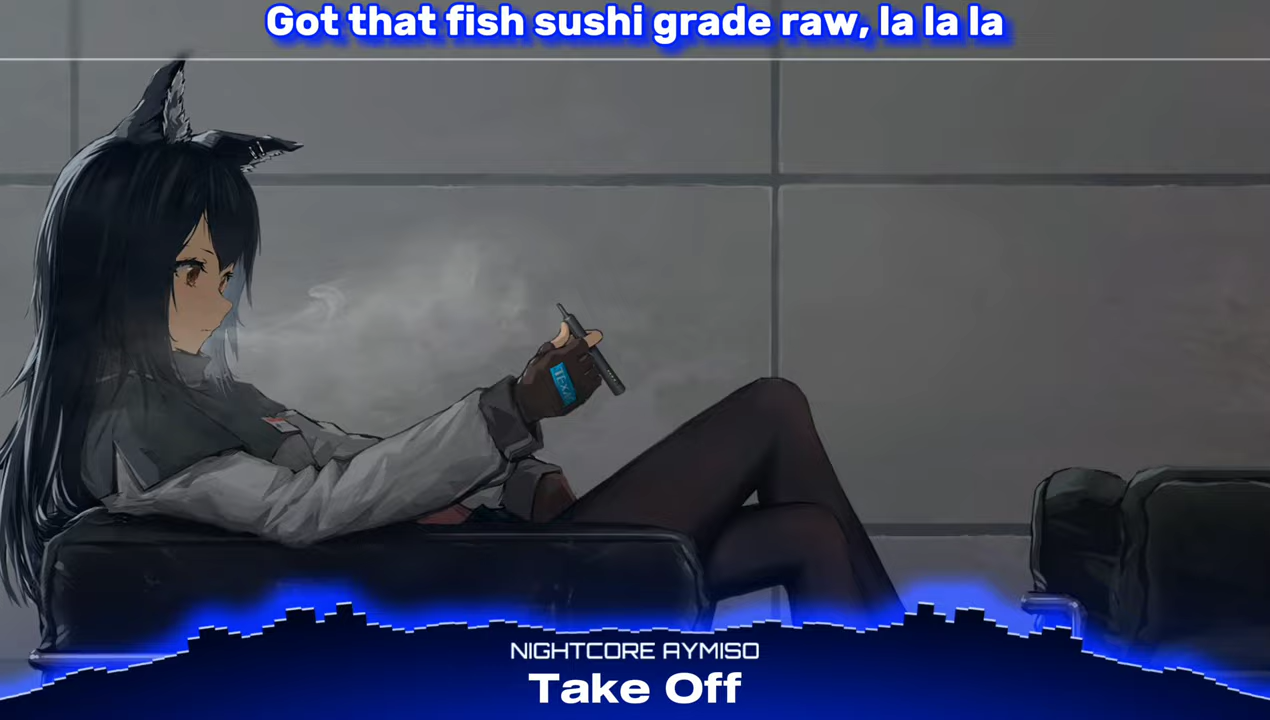 Got that fish sushi grade raw, la la la
NIGHTCORE AYMISO
Take Off